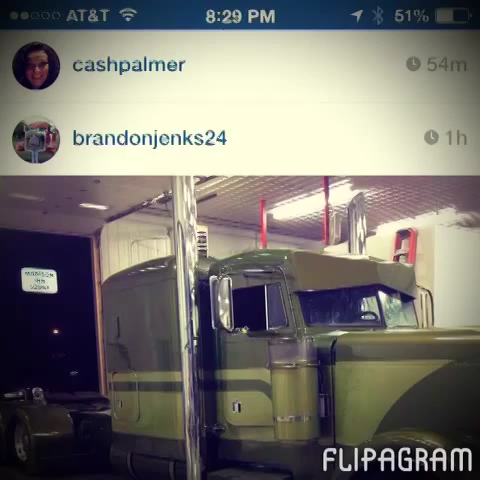 AT&T 8:29 PM 51%
cashpalmer 54m
brandonjenks24 1h
FLIPAGRAM